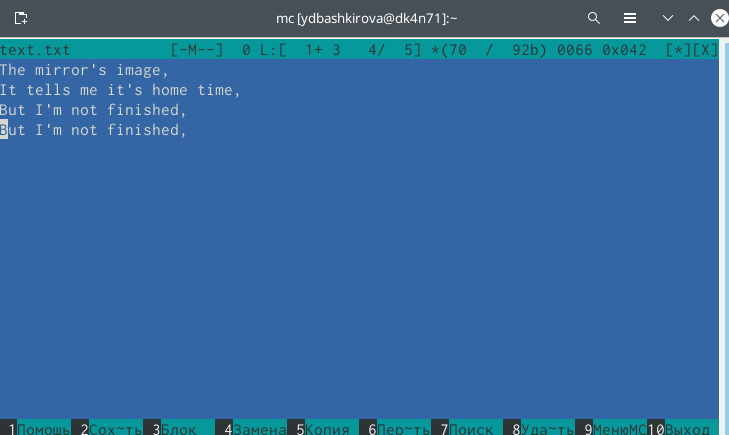 mc [ydbashkirova@dk4n71]:~
text.txt [-M--] 0 L:[ 1+ 3 4/ 5] *(70 / 92b) 0066 0x042 [*][X]
The mirror's image,
It tells me it's home time,
But I'm not finished,
But I'm not finished,
1Помощь 2Сох~ть 3Блок 4Замена 5Копия 6Пер~ть 7Поиск 8Уда~ть 9МенюMC 10Выход